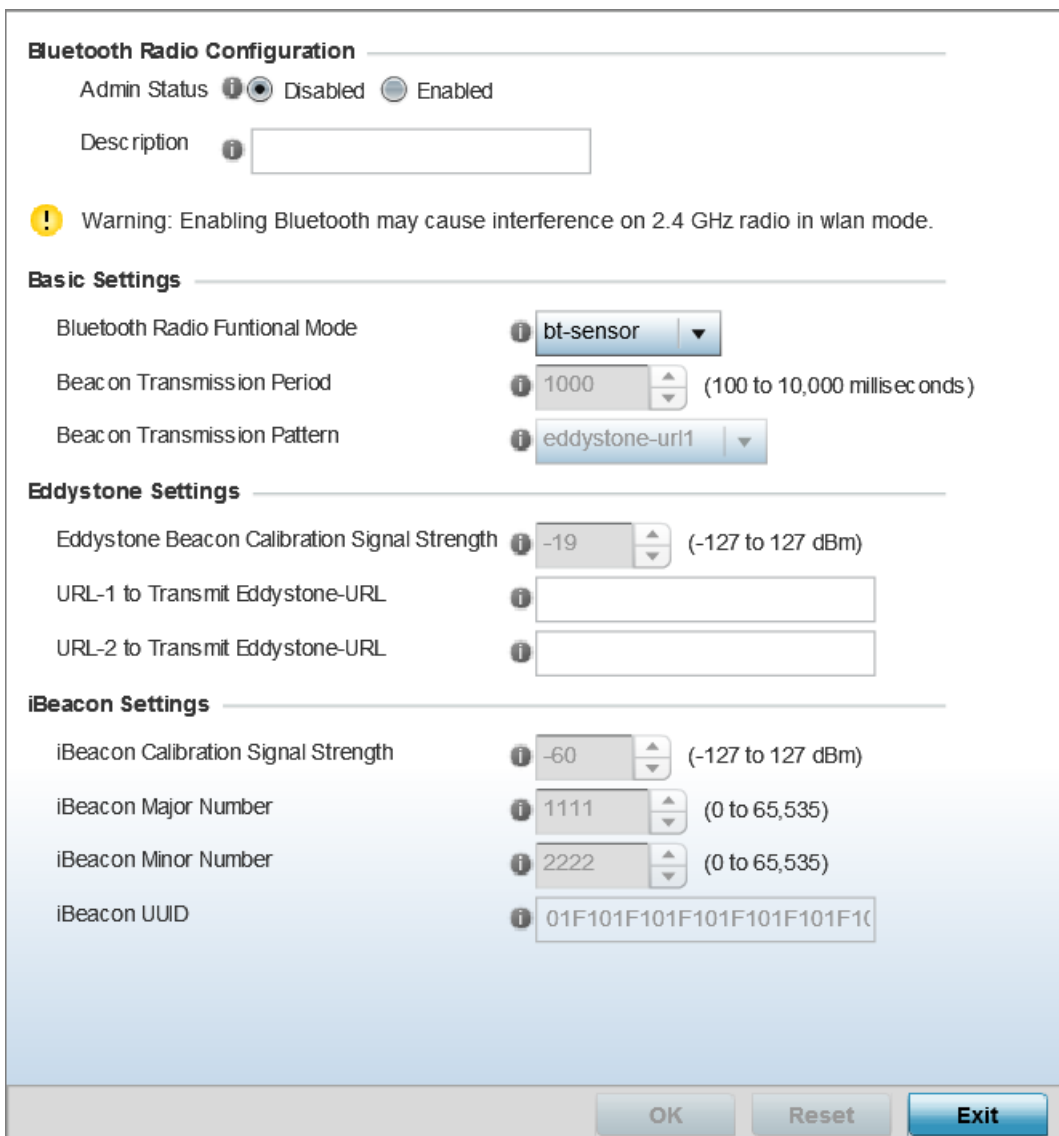 Bluetooth Radio Configuration
Admin Status Disabled Enabled
Description
Warning: Enabling Bluetooth may cause interference on 2.4 GHz radio in wlan mode.
Basic Settings
Bluetooth Radio Funtional Mode bt-sensor
Beacon Transmission Period 1000 (100 to 10,000 milliseconds)
Beacon Transmission Pattern eddystone-url1
Eddystone Settings
Eddystone Beacon Calibration Signal Strength -19 (-127 to 127 dBm)
URL-1 to Transmit Eddystone-URL
URL-2 to Transmit Eddystone-URL
iBeacon Settings
iBeacon Calibration Signal Strength -60 (-127 to 127 dBm)
iBeacon Major Number 1111 (0 to 65,535)
iBeacon Minor Number 2222 (0 to 65,535)
iBeacon UUID 01F101F101F101F101F101F10
OK Reset Exit